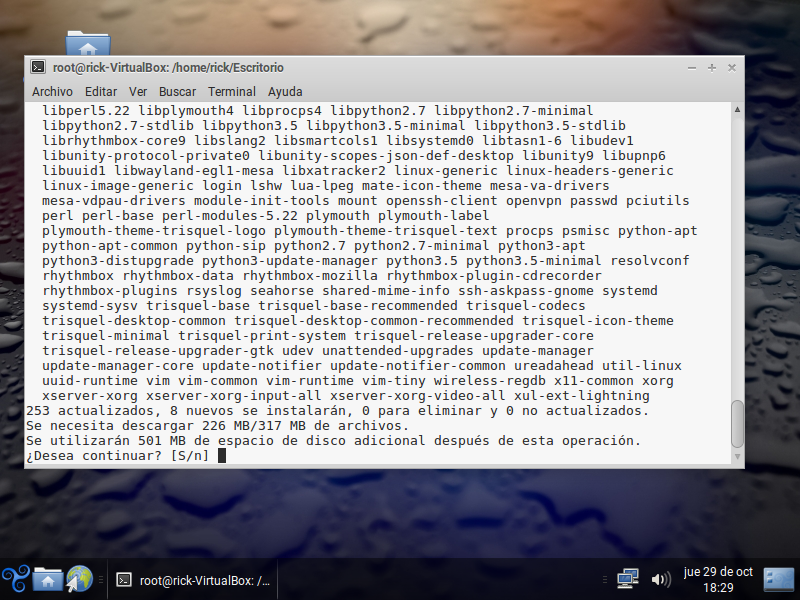 root@rick-VirtualBox: /home/rick/Escritorio
Archivo Editar Ver Buscar Terminal Ayuda
libperl5.22 libplymouth4 libprocps4 libpython2.7 libpython2.7-minimal
libpython2.7-stdlib libpython3.5 libpython3.5-minimal libpython3.5-stdlib
librhythmbox-core9 libslang2 libsmartcols1 libsystemd0 libtasn1-6 libudev1
libunity-protocol-private0 libunity-scopes-json-def-desktop libunity9 libupnp6
libuuid1 libwayland-egl1-mesa libxatracker2 linux-generic linux-headers-generic
linux-image-generic login lshw lua-lpeg mate-icon-theme mesa-va-drivers
mesa-vdpau-drivers module-init-tools mount openssh-client openvpn passwd pciutils
perl perl-base perl-modules-5.22 plymouth plymouth-label
plymouth-theme-trisquel-logo plymouth-theme-trisquel-text procps psmisc python-apt
python-apt-common python-sip python2.7 python2.7-minimal python3-apt
python3-distupgrade python3-update-manager python3.5 python3.5-minimal resolvconf
rhythmbox rhythmbox-data rhythmbox-mozilla rhythmbox-plugin-cdrecorder
rhythmbox-plugins rsyslog seahorse shared-mime-info ssh-askpass-gnome systemd
systemd-sysv trisquel-base trisquel-base-recommended trisquel-codecs
trisquel-desktop-common trisquel-desktop-common-recommended trisquel-icon-theme
trisquel-minimal trisquel-print-system trisquel-release-upgrader-core
trisquel-release-upgrader-gtk udev unattended-upgrades update-manager
update-manager-core update-notifier update-notifier-common ureadahead util-linux
uuid-runtime vim vim-common vim-runtime vim-tiny wireless-regdb x11-common xorg
xserver-xorg xserver-xorg-input-all xserver-xorg-video-all xul-ext-lightning
253 actualizados, 8 nuevos se instalarán, 0 para eliminar y 0 no actualizados.
Se necesita descargar 226 MB/317 MB de archivos.
Se utilizarán 501 MB de espacio de disco adicional después de esta operación.
¿Desea continuar? [S/n]
root@rick-VirtualBox: /...
jue 29 de oct
18:29